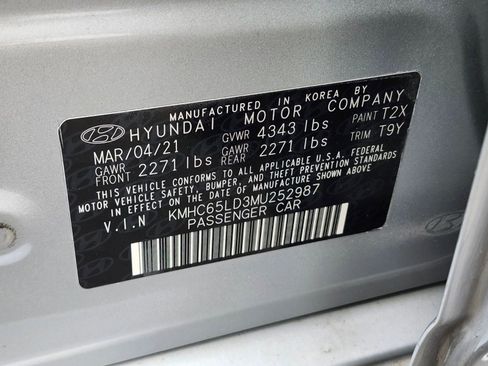 MANUFACTURED IN KOREA BY
HYUNDAI MOTOR COMPANY
MAR/04/21 GVWR 4343 lbs PAINT T2X
GAWR FRONT 2271 lbs GAWR REAR 2271 lbs TRIM T9Y
THIS VEHICLE CONFORMS TO ALL APPLICABLE U.S.A. FEDERAL
MOTOR VEHICLE SAFETY, BUMPER, AND THEFT PREVENTION STANDARDS
IN EFFECT ON THE DATE OF MANUFACTURE SHOWN ABOVE.
V.I.N KMHC65LD3MU252987
PASSENGER CAR